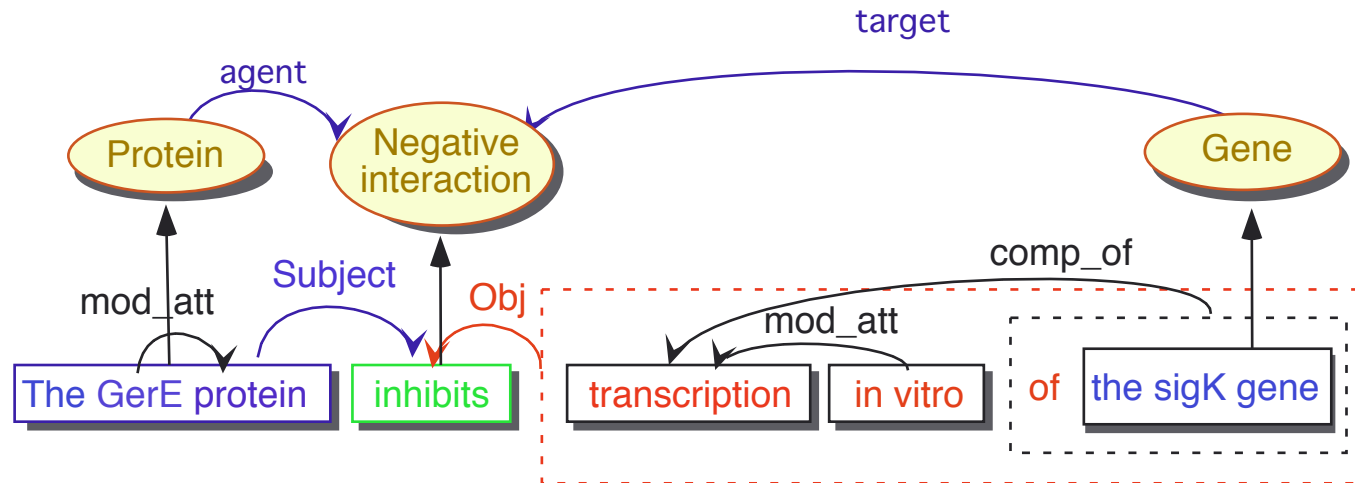 target
agent
Protein
Negative
interaction
Gene
comp_of
Subject
mod_att
Obj
mod_att
The GerE protein
inhibits
transcription
in vitro
of
the sigK gene